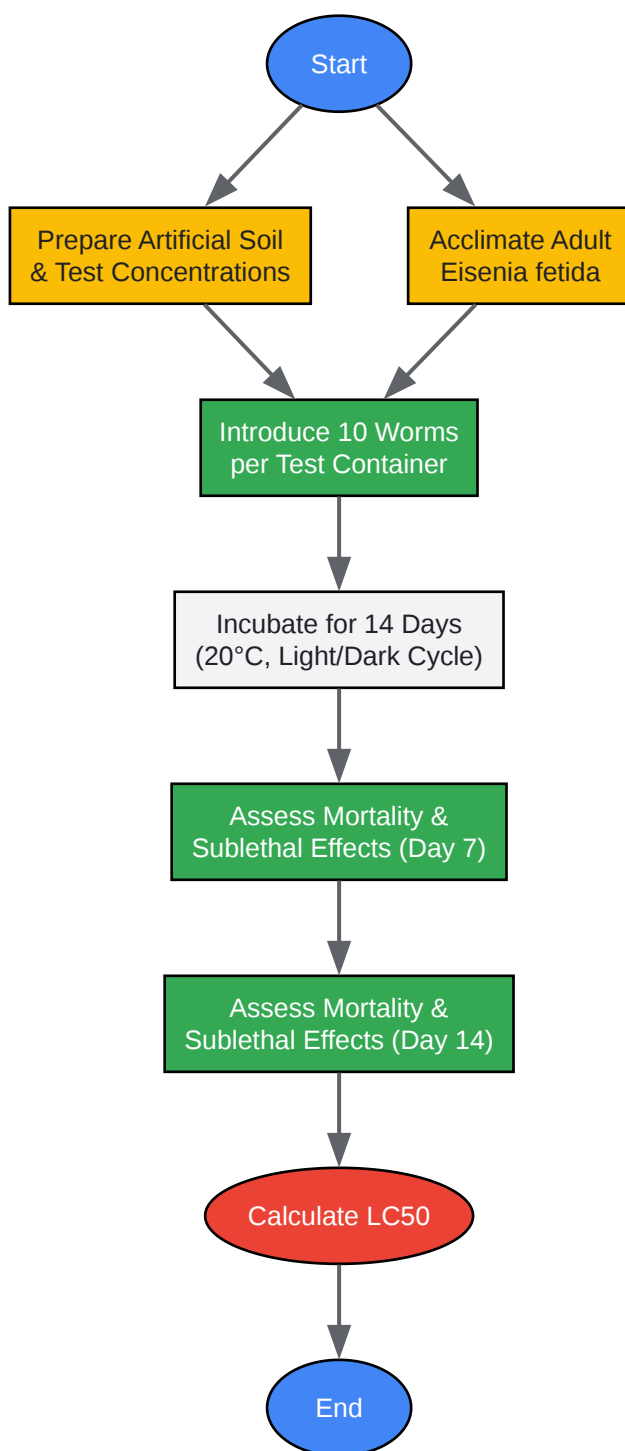 Start
Prepare Artificial Soil
& Test Concentrations
Acclimate Adult
Eisenia fetida
Introduce 10 Worms
per Test Container
Incubate for 14 Days
(20°C, Light/Dark Cycle)
Assess Mortality &
Sublethal Effects (Day 7)
Assess Mortality &
Sublethal Effects (Day 14)
Calculate LC50
End